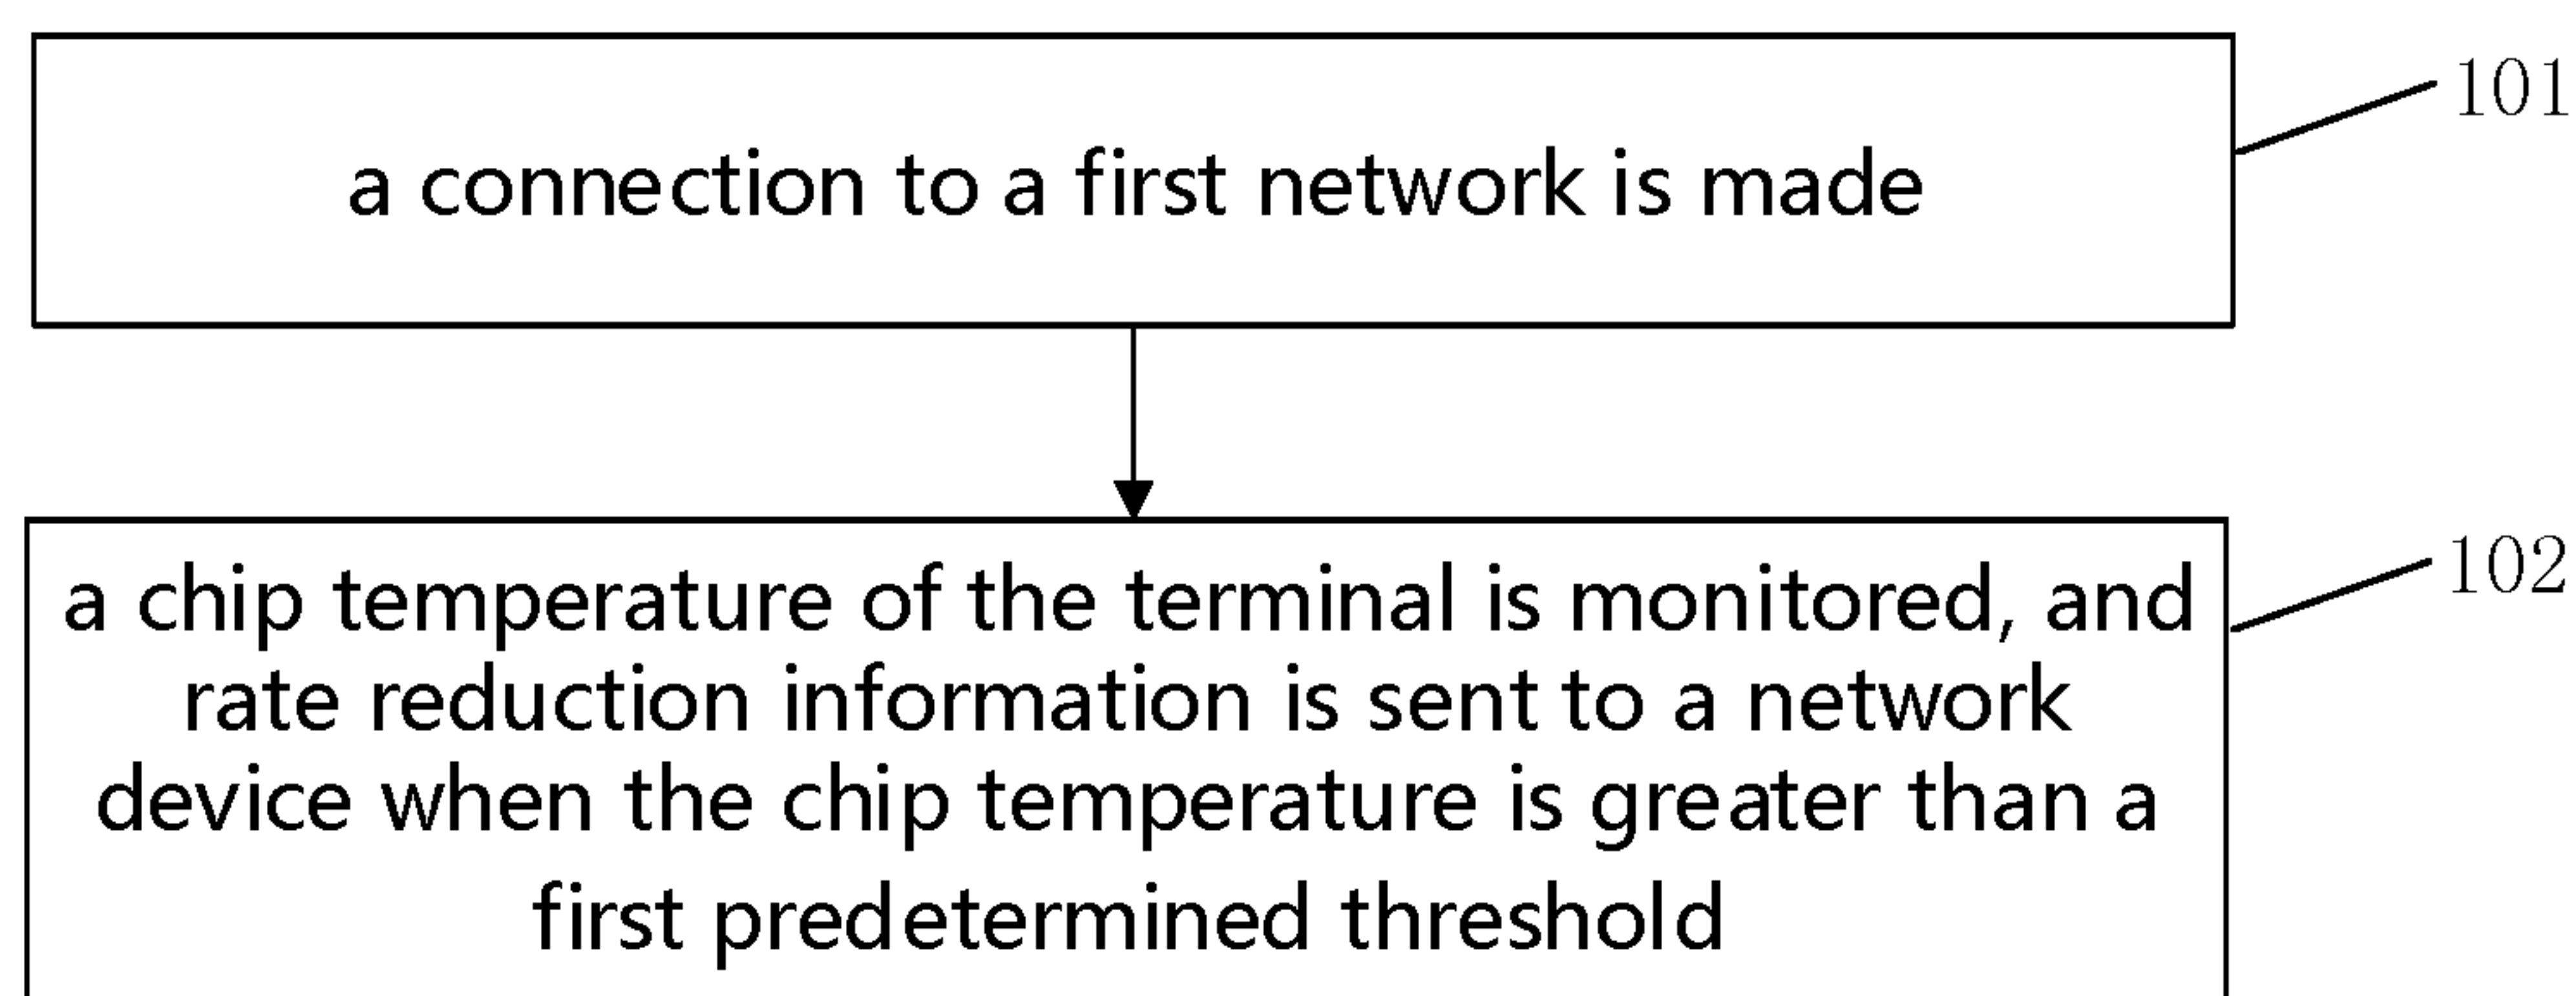 a connection to a first network is made
101
a chip temperature of the terminal is monitored, and
rate reduction information is sent to a network
device when the chip temperature is greater than a
first predetermined threshold
102